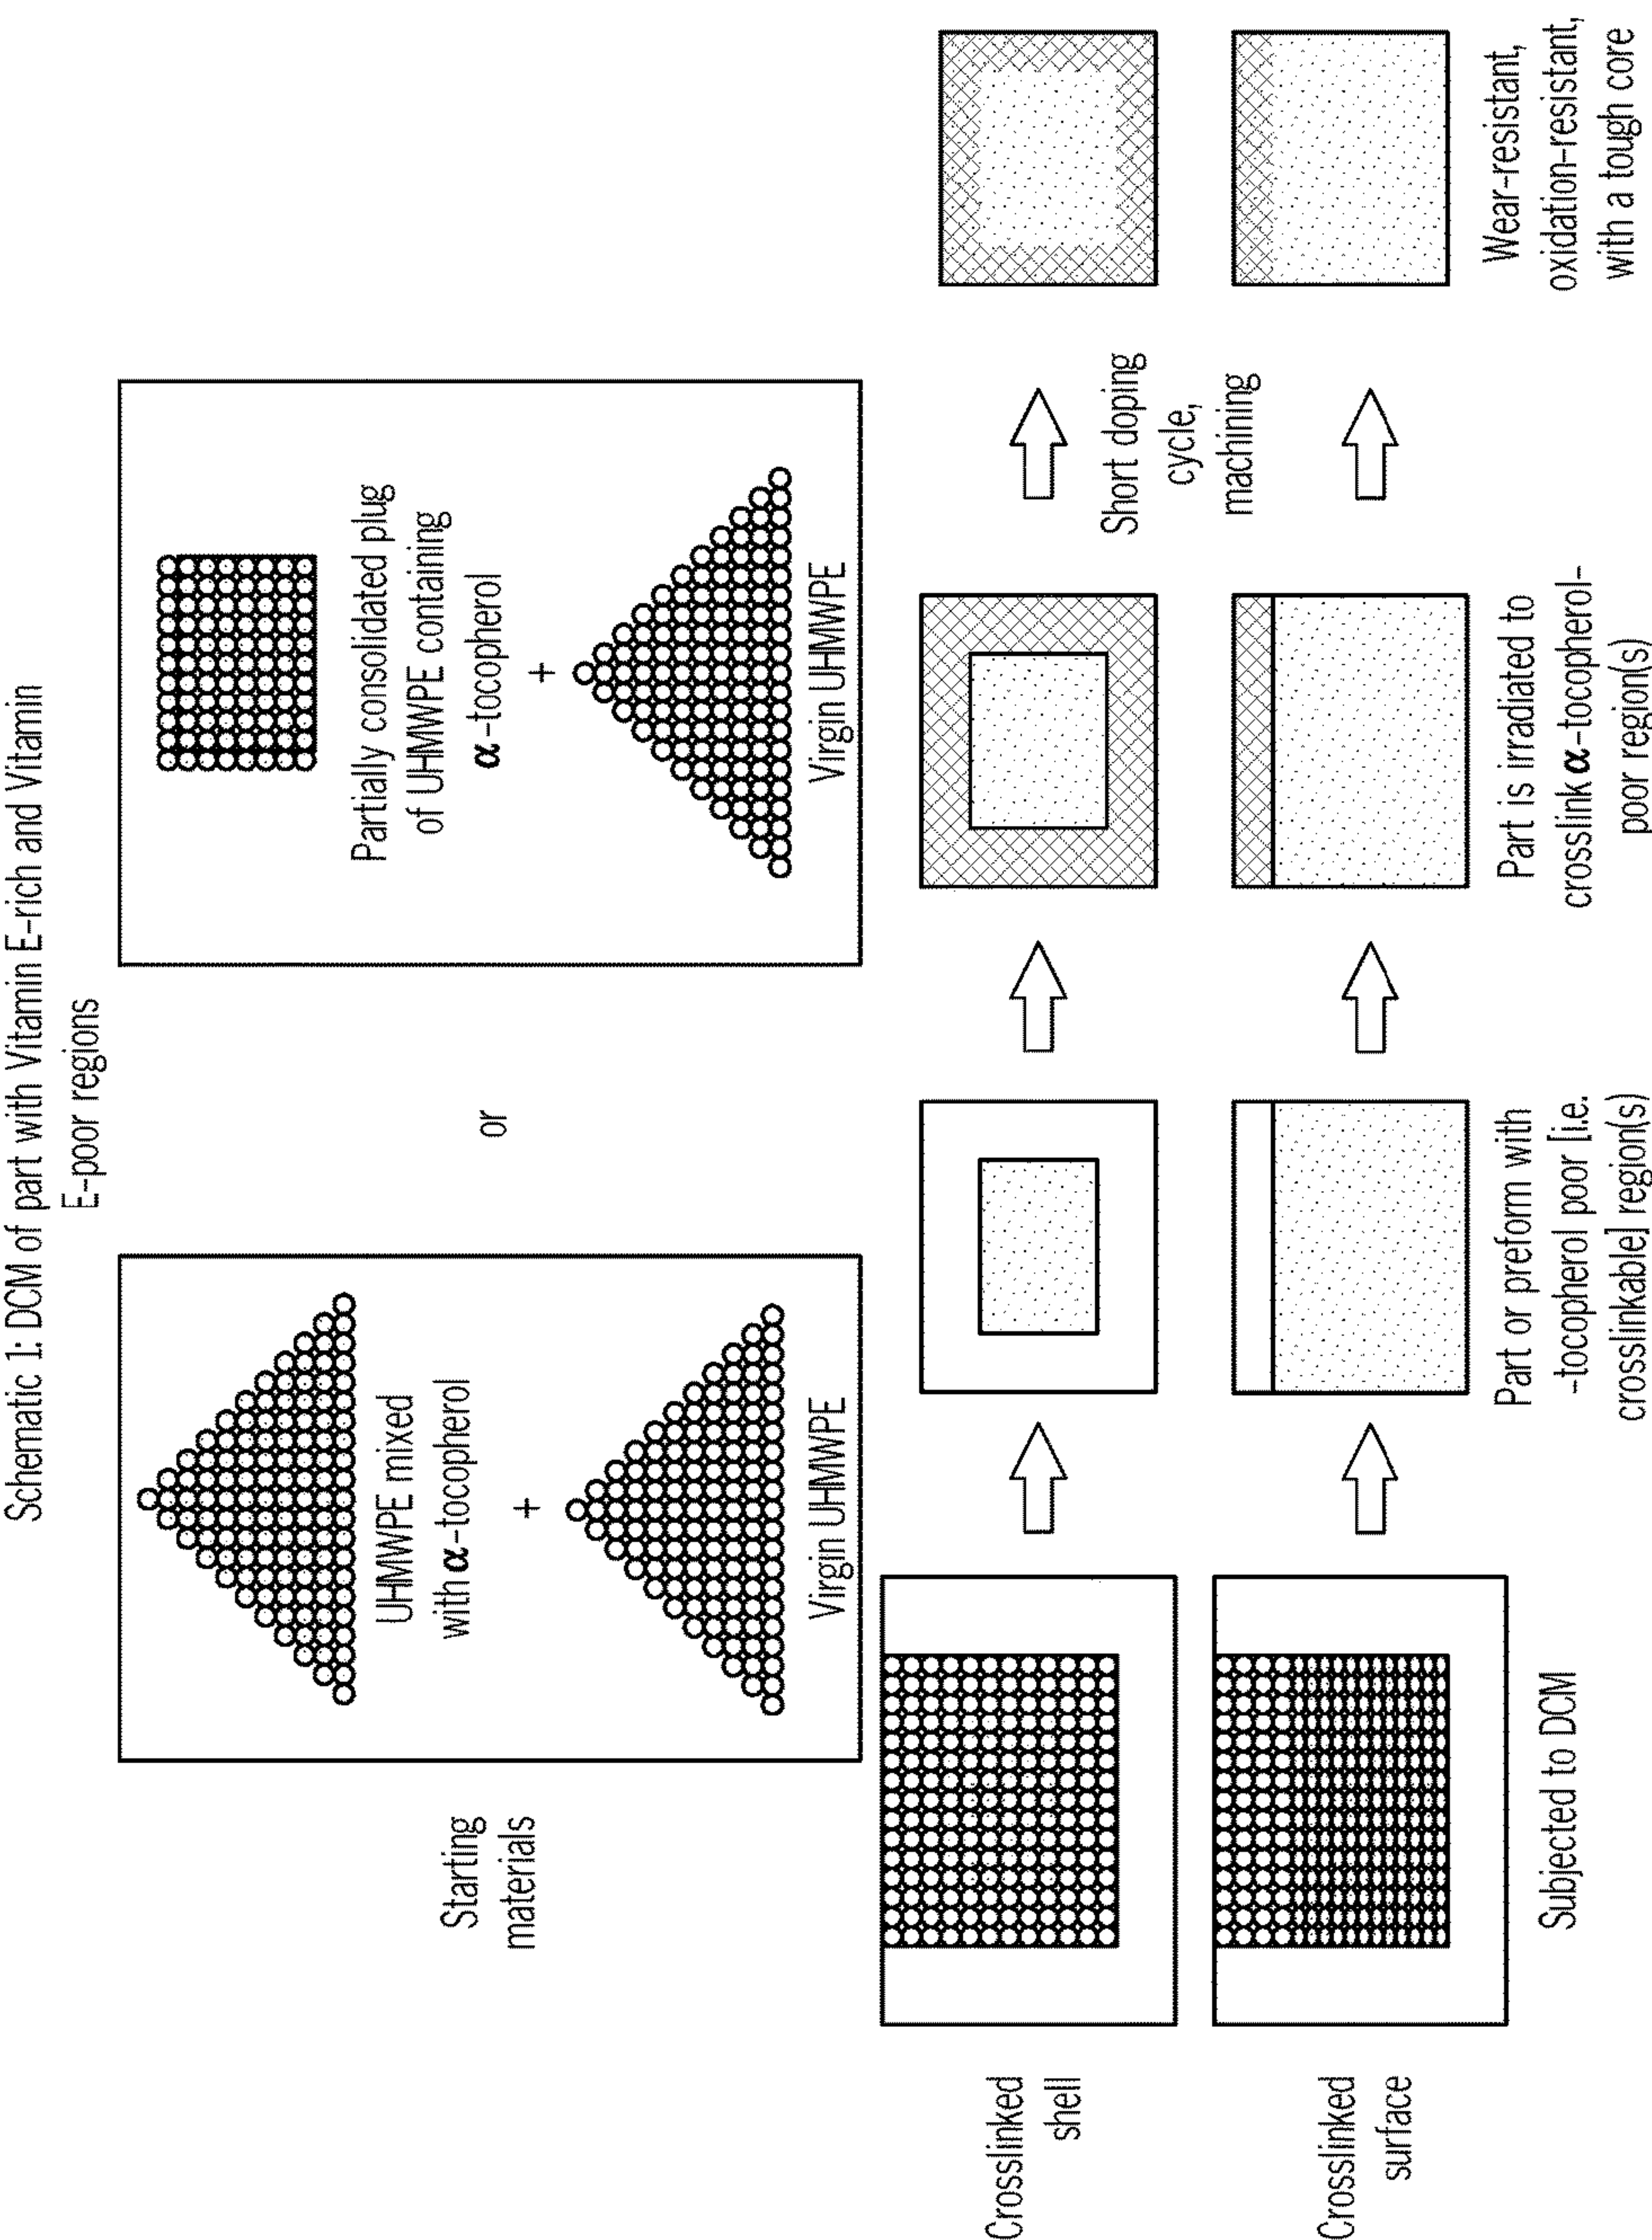 Schematic 1: DCM of part with Vitamin E-rich and Vitamin
E-poor regions
Starting
materials
UHMWPE mixed
with α-tocopherol
+
Virgin UHMWPE
or
Partially consolidated plug
of UHMWPE containing
α-tocopherol
+
Virgin UHMWPE
Crosslinked
shell
Short doping
cycle,
machining
Crosslinked
surface
Subjected to DCM
Part or preform with
-tocopherol poor [i.e.
crosslinkable] region(s)
Part is irradiated to
crosslink α-tocopherol-
poor region(s)
Wear-resistant,
oxidation-resistant,
with a tough core